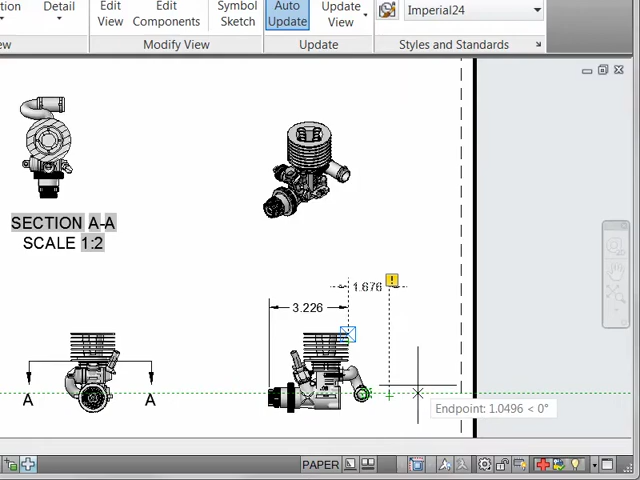 Detail
Edit
View
Edit
Components
Symbol
Sketch
Auto
Update
Update
View
Imperial24
Modify View
Update
Styles and Standards
SECTION A-A
SCALE 1:2
1.676
3.226
A
A
Endpoint: 1.0496 < 0°
PAPER